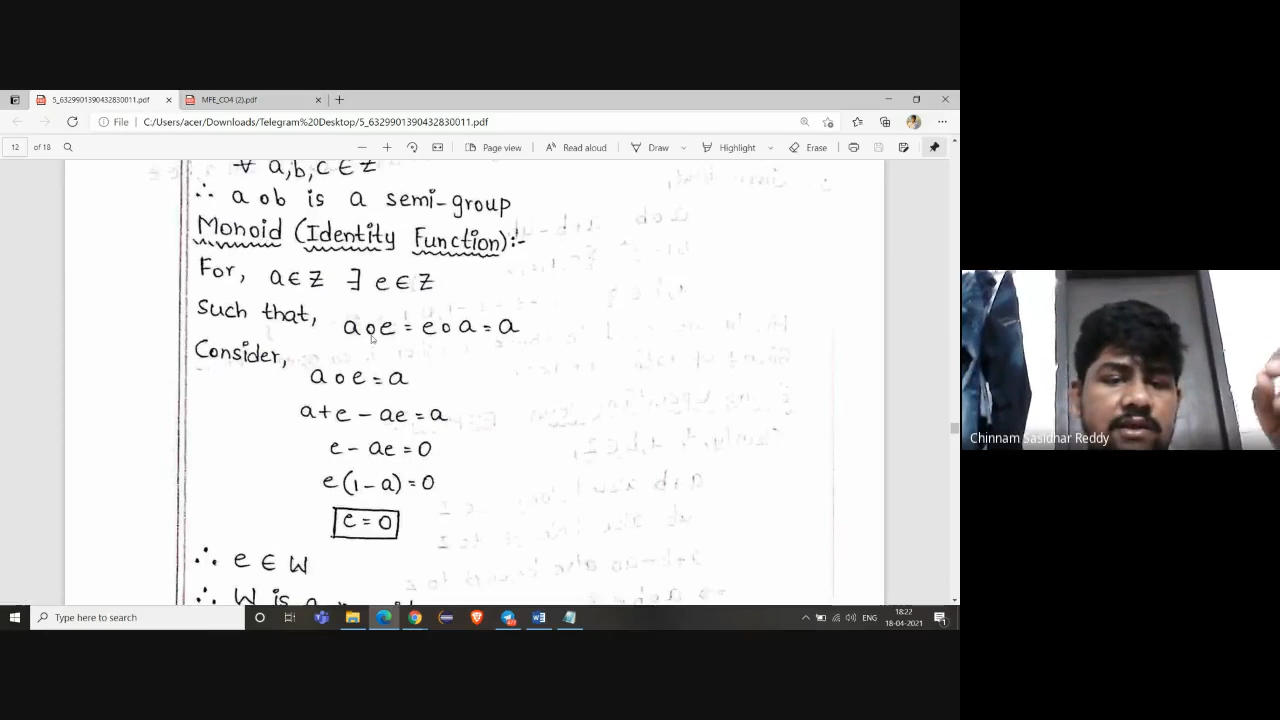 5_6329901390432830011.pdf
MFE_CO4 (2).pdf
File
C:/Users/acer/Downloads/Telegram%20Desktop/5_6329901390432830011.pdf
12 of 18
Page view
Read aloud
Draw
Highlight
Erase
∀ a,b,c ∈ Z
∴ a o b is a semi-group
Monoid (Identity Function):-
For, a ∈ Z ∃ e ∈ Z
Such that, a o e = e o a = a
Consider,
a o e = a
a + e - ae = a
e - ae = 0
e (1 - a) = 0
e = 0
∴ e ∈ W
∴ W is a
Chinnam Sasidhar Reddy
Type here to search
ENG
18:22
18-04-2021